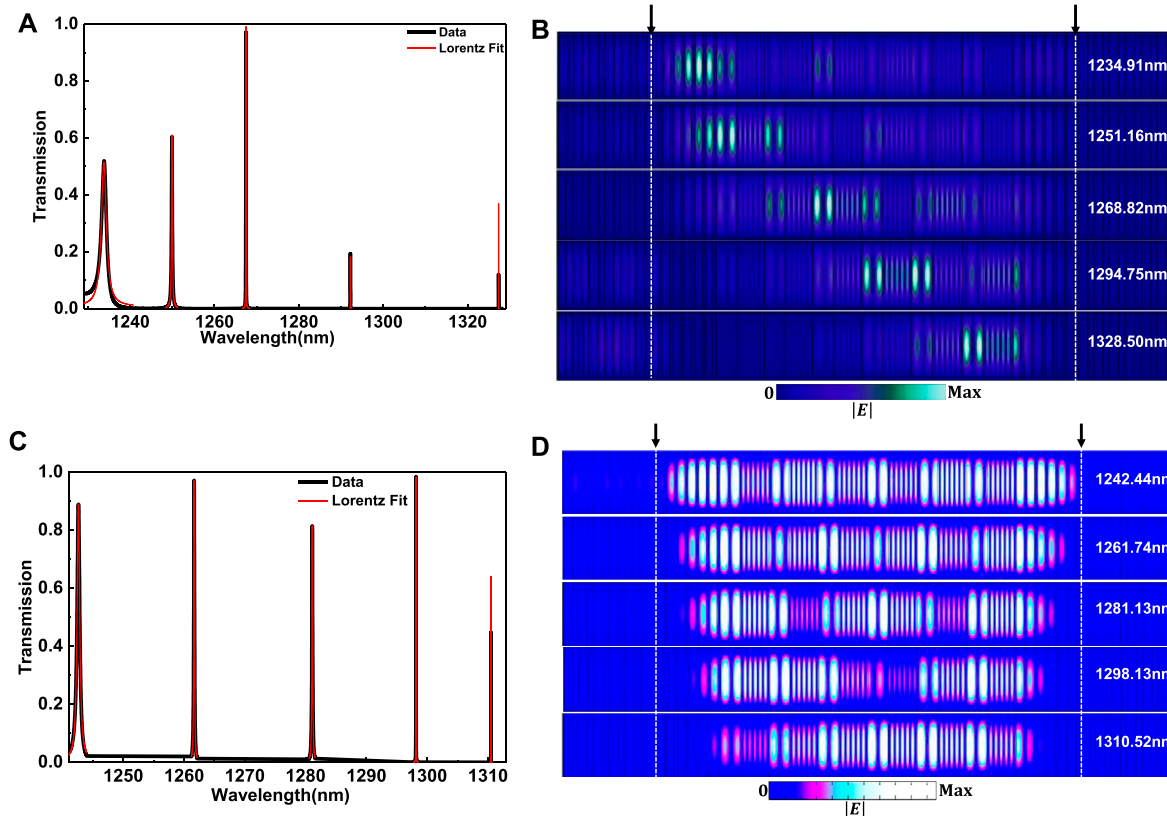 A
1.0
0.8
0.6
0.4
0.2
0.0
Transmission
Data
Lorentz Fit
1240
1260
1280
1300
1320
Wavelength(nm)
B
1234.91nm
1251.16nm
1268.82nm
1294.75nm
1328.50nm
0
Max
|E|
C
1.0
0.8
0.6
0.4
0.2
0.0
Transmission
Data
Lorentz Fit
1250
1260
1270
1280
1290
1300
1310
Wavelength(nm)
D
1242.44nm
1261.74nm
1281.13nm
1298.13nm
1310.52nm
0
Max
|E|